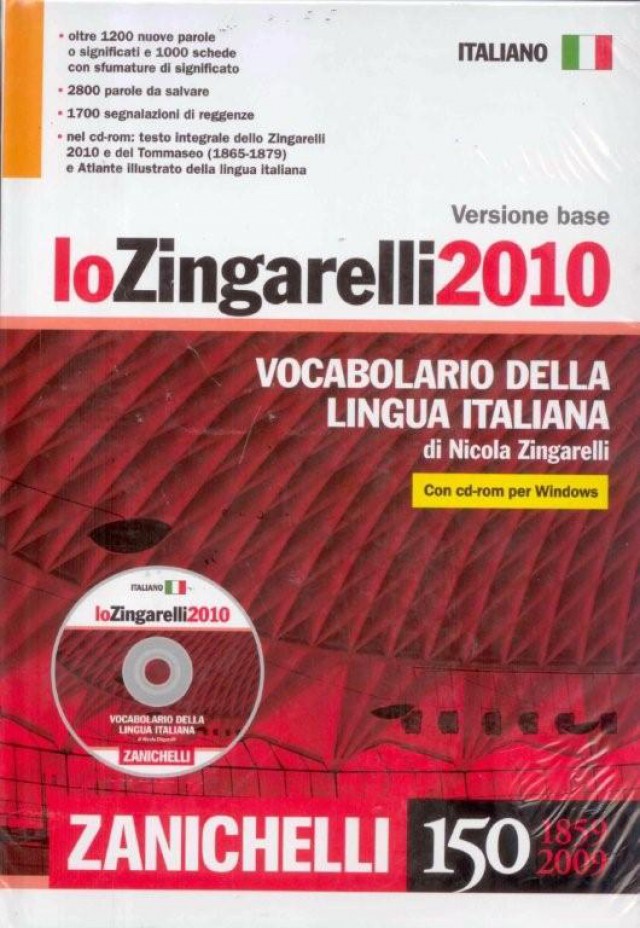 • oltre 1200 nuove parole
o significati e 1000 schede
con sfumature di significato
• 2800 parole da salvare
• 1700 segnalazioni di reggenze
• nel cd-rom: testo integrale dello Zingarelli
2010 e del Tommaseo (1865-1879)
e Atlante illustrato della lingua italiana
ITALIANO
Versione base
loZingarelli2010
VOCABOLARIO DELLA
LINGUA ITALIANA
di Nicola Zingarelli
Con cd-rom per Windows
ITALIANO
loZingarelli2010
VOCABOLARIO DELLA
LINGUA ITALIANA
di Nicola Zingarelli
ZANICHELLI
ZANICHELLI
150
1859
2009